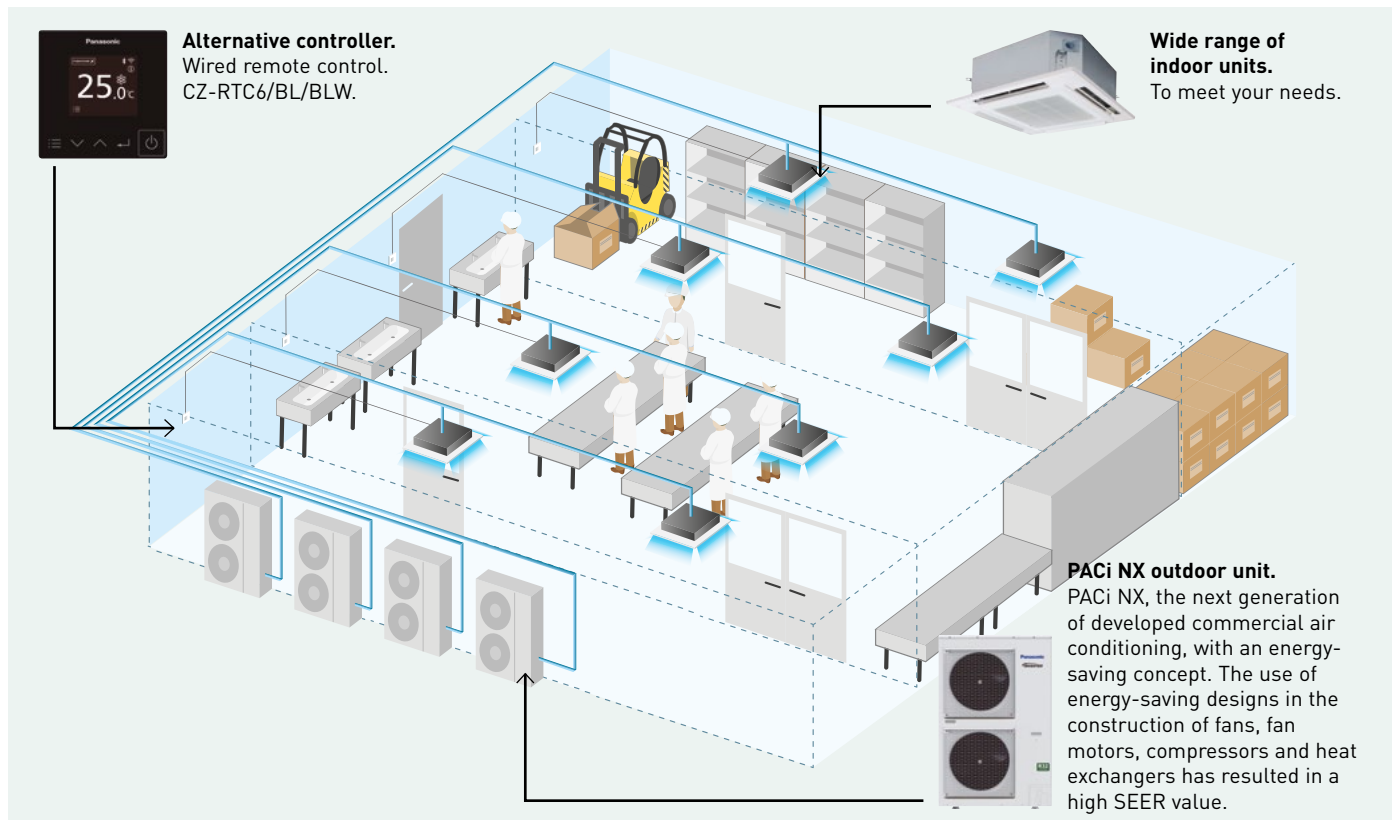 Panasonic
25.0°C
Alternative controller.
Wired remote control.
CZ-RTC6/BL/BLW.
Wide range of
indoor units.
To meet your needs.
PACi NX outdoor unit.
PACi NX, the next generation
of developed commercial air
conditioning, with an energy-
saving concept. The use of
energy-saving designs in the
construction of fans, fan
motors, compressors and heat
exchangers has resulted in a
high SEER value.
Panasonic
Inverter
R32